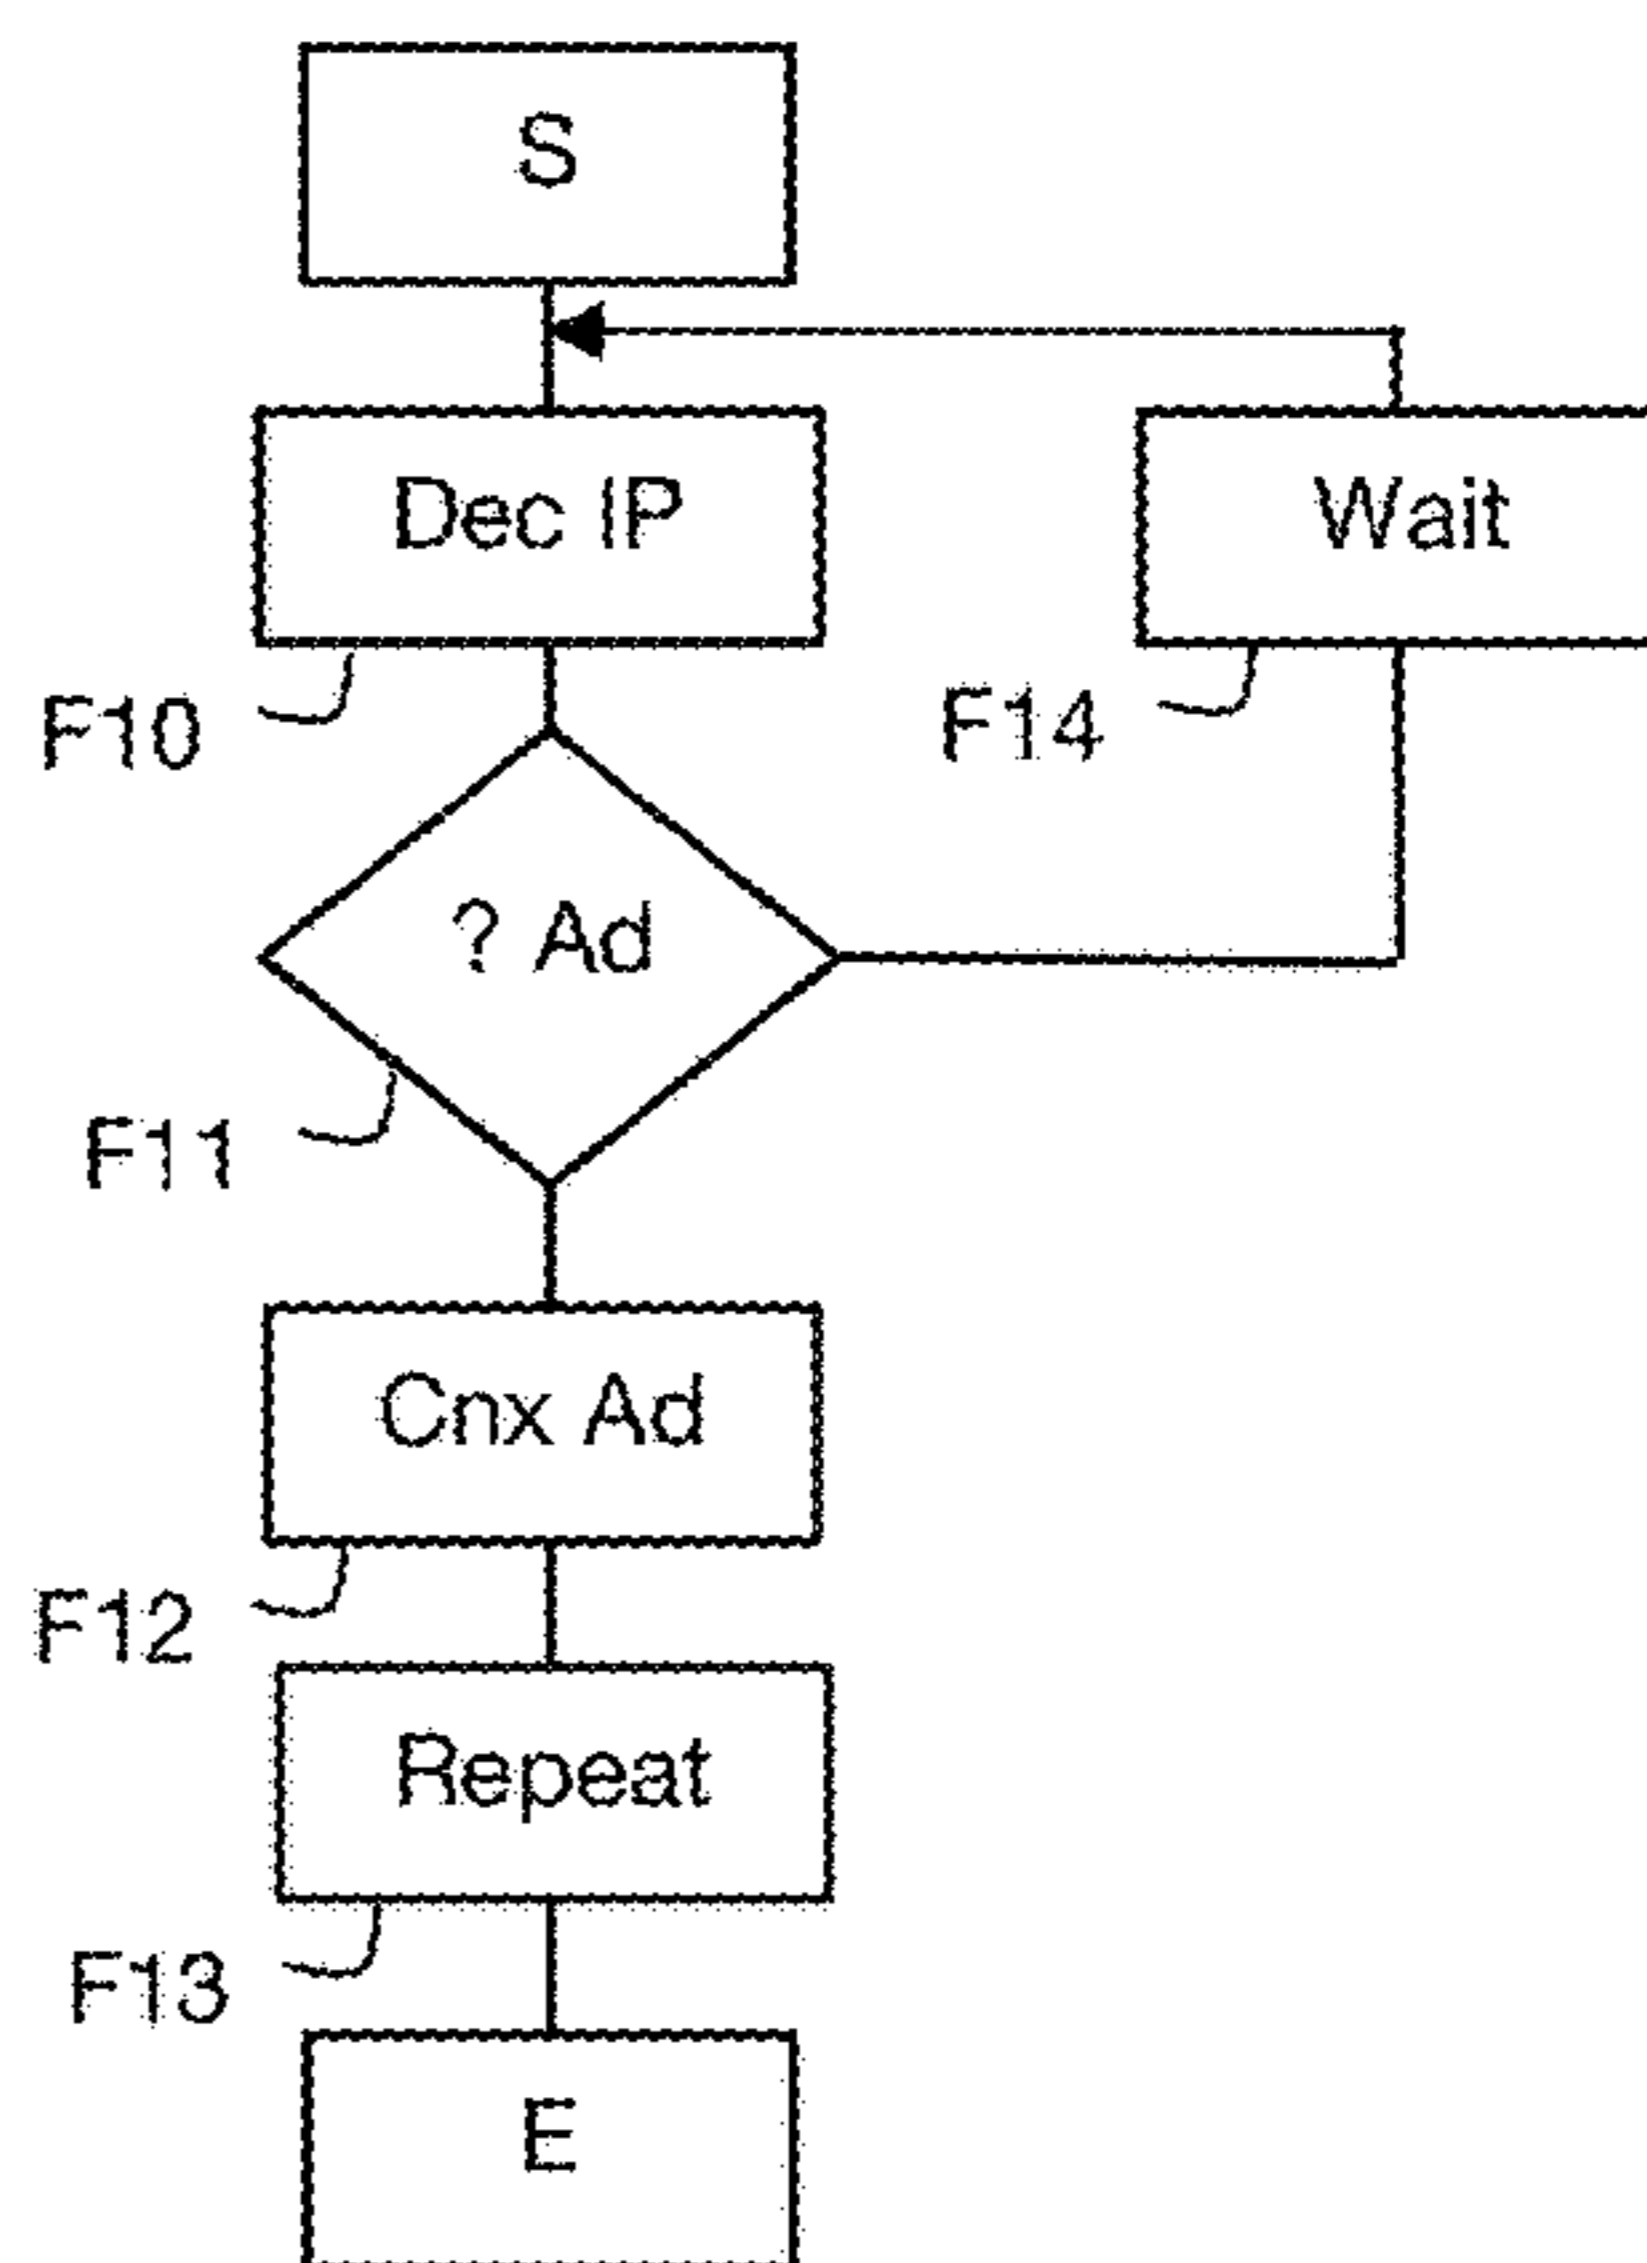 S
Dec IP
Wait
F10
F14
? Ad
F11
Cnx Ad
F12
Repeat
F13
E